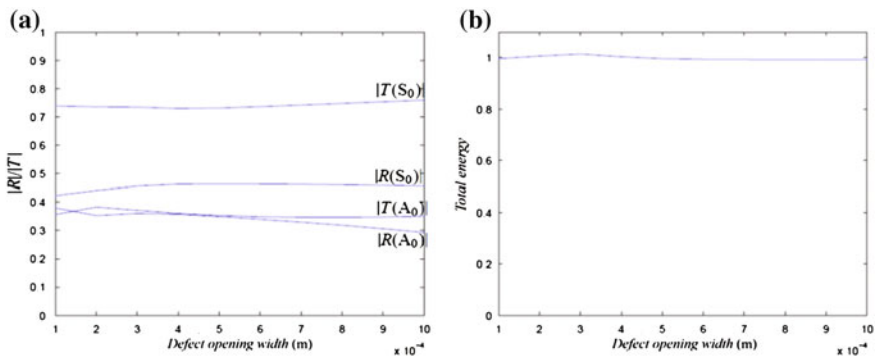 (a)
1
0 9
0.8
0.7
0.6
0.5
0.4
0.3
0.2
0 1
0
|R|/|T|
|T(S₀)|
|R(S₀)|
|T(A₀)|
|R(A₀)|
1 2 3 4 5 6 7 8 9 10
Defect opening width (m)
x 10⁻⁴
(b)
1
0 8
0.6
0.4
0 2
0
Total energy
1 2 3 4 5 6 7 8 9 10
Defect opening width (m)
x 10⁻⁴